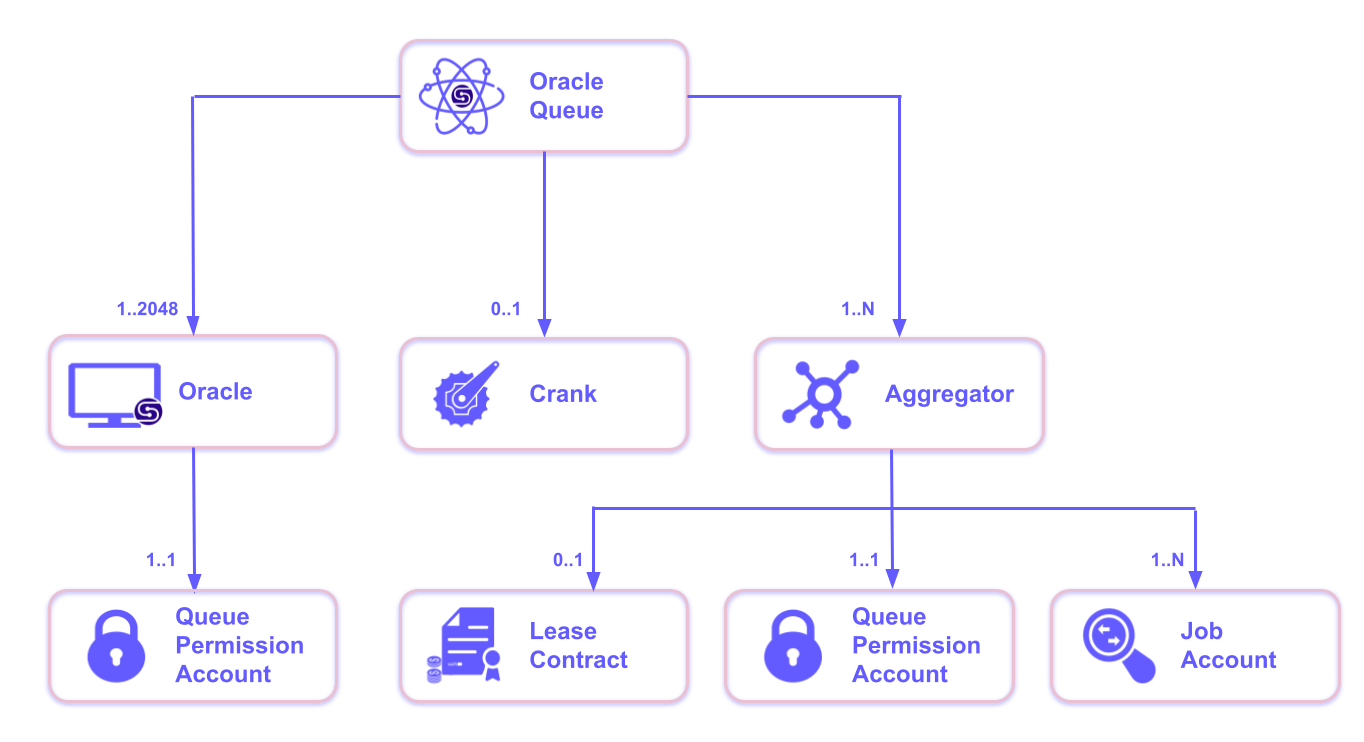 Oracle
Queue
1..2048
0..1
1..N
Oracle
Crank
Aggregator
1..1
0..1
1..1
1..N
Queue
Permission
Account
Lease
Contract
Queue
Permission
Account
Job
Account